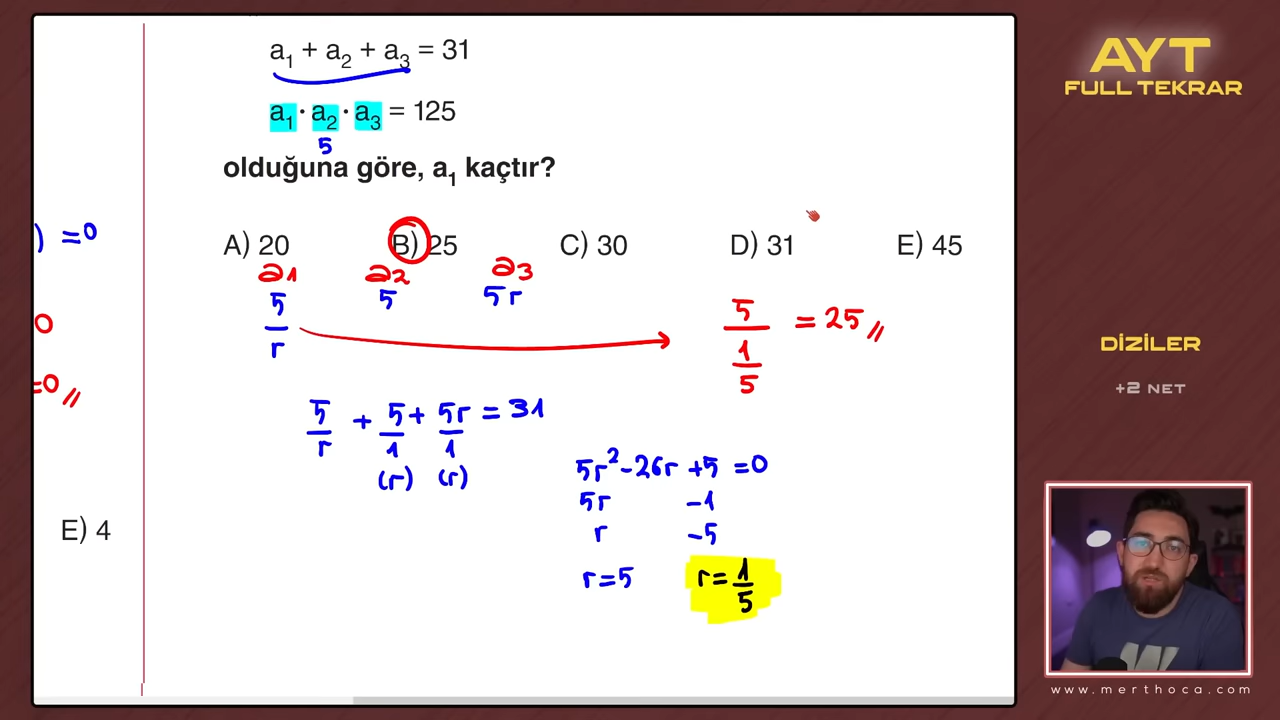 a₁ + a₂ + a₃ = 31
a₁ · a₂ · a₃ = 125
5
olduğuna göre, a₁ kaçtır?
A) 20 B) 25 C) 30 D) 31 E) 45
a1 a2 a3
5/r 5 5r
5/(1/5) = 25 //
5/r + 5/1 + 5r/1 = 31
(r) (r)
5r² - 26r + 5 = 0
5r -1
r -5
r = 5 r = 1/5
) = 0
0
=0 //
E) 4
AYT
FULL TEKRAR
DİZİLER
+2 NET
www.merthoca.com